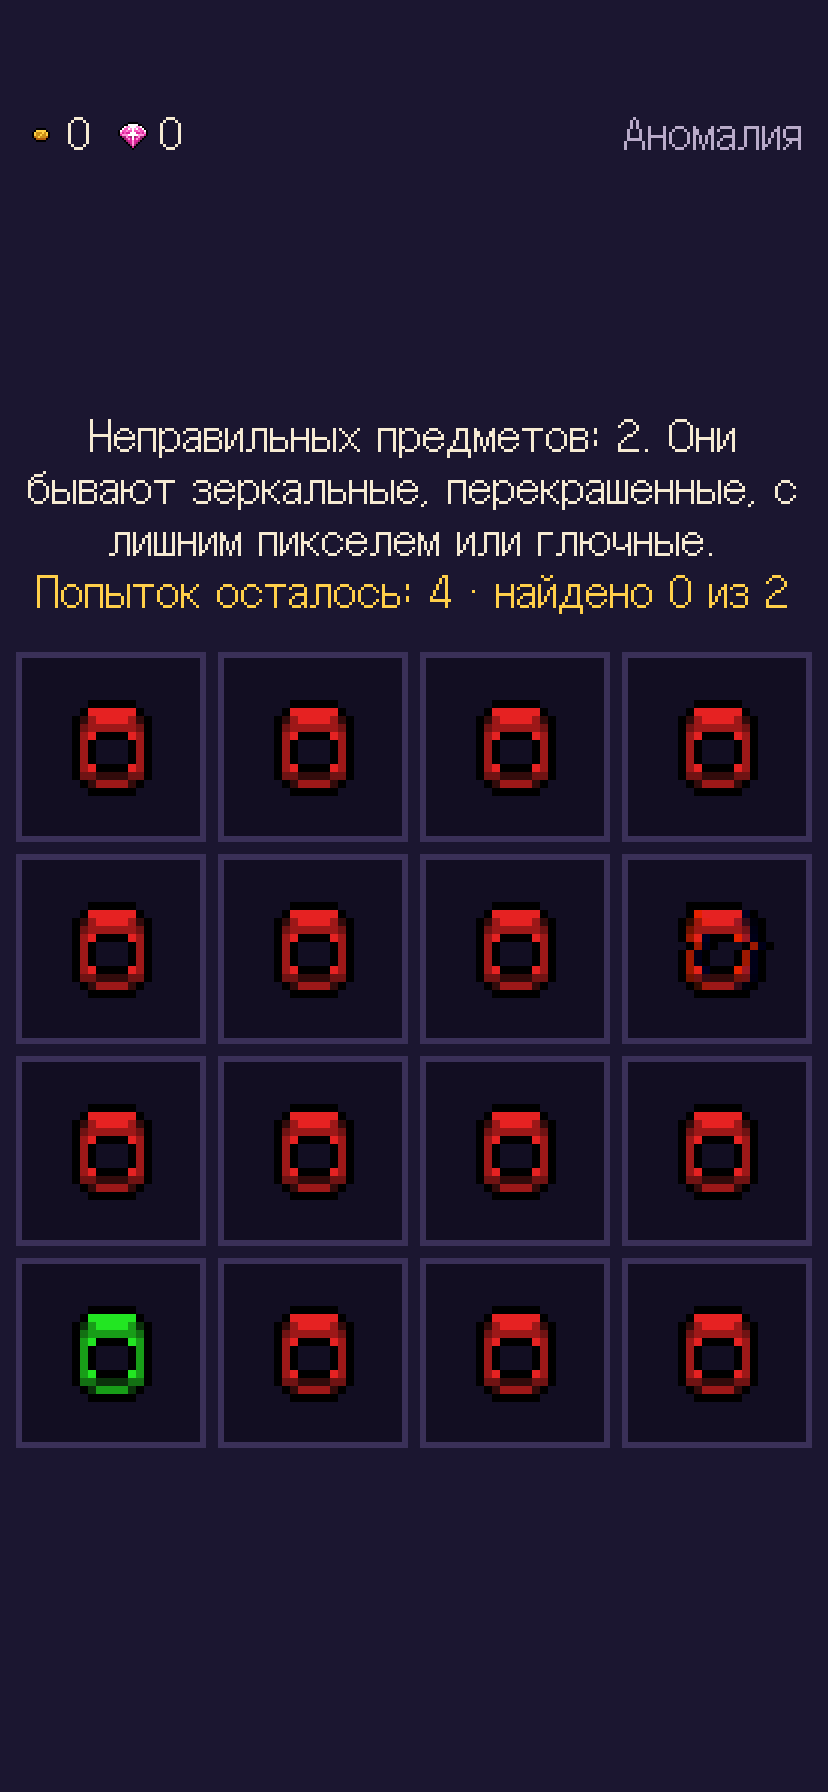 0 0 Аномалия
Неправильных предметов: 2. Они
бывают зеркальные, перекрашенные, с
лишним пикселем или глючные.
Попыток осталось: 4 · найдено 0 из 2